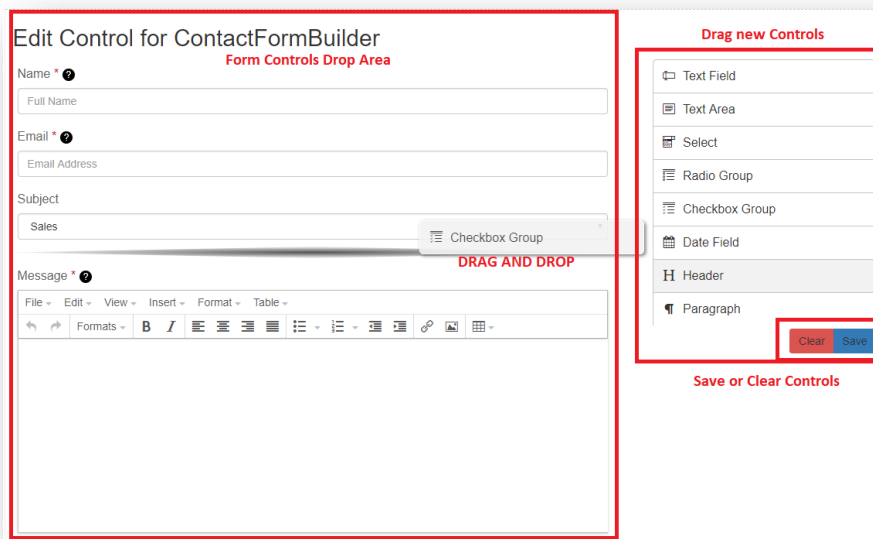 Edit Control for ContactFormBuilder
Form Controls Drop Area
Name * ?
Full Name
Email * ?
Email Address
Subject
Sales
Checkbox Group
DRAG AND DROP
Message * ?
File Edit View Insert Format Table
Formats B I
Drag new Controls
Text Field
Text Area
Select
Radio Group
Checkbox Group
Date Field
H Header
¶ Paragraph
Clear Save
Save or Clear Controls